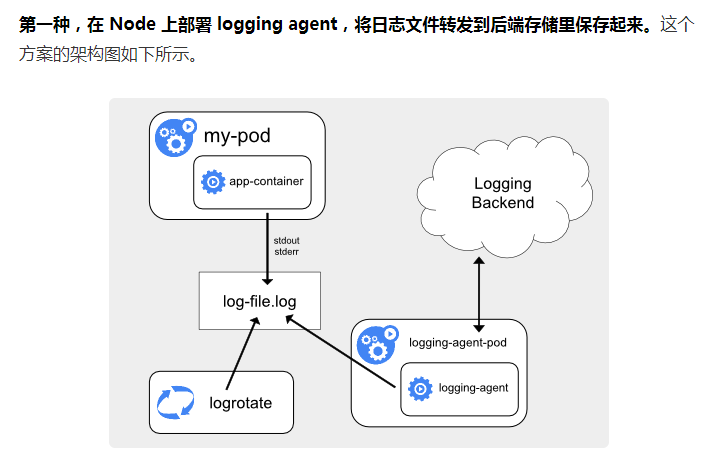 第一种，在 Node 上部署 logging agent，将日志文件转发到后端存储里保存起来。这个
方案的架构图如下所示。
my-pod
app-container
Logging
Backend
stdout
stderr
log-file.log
logging-agent-pod
logging-agent
logrotate